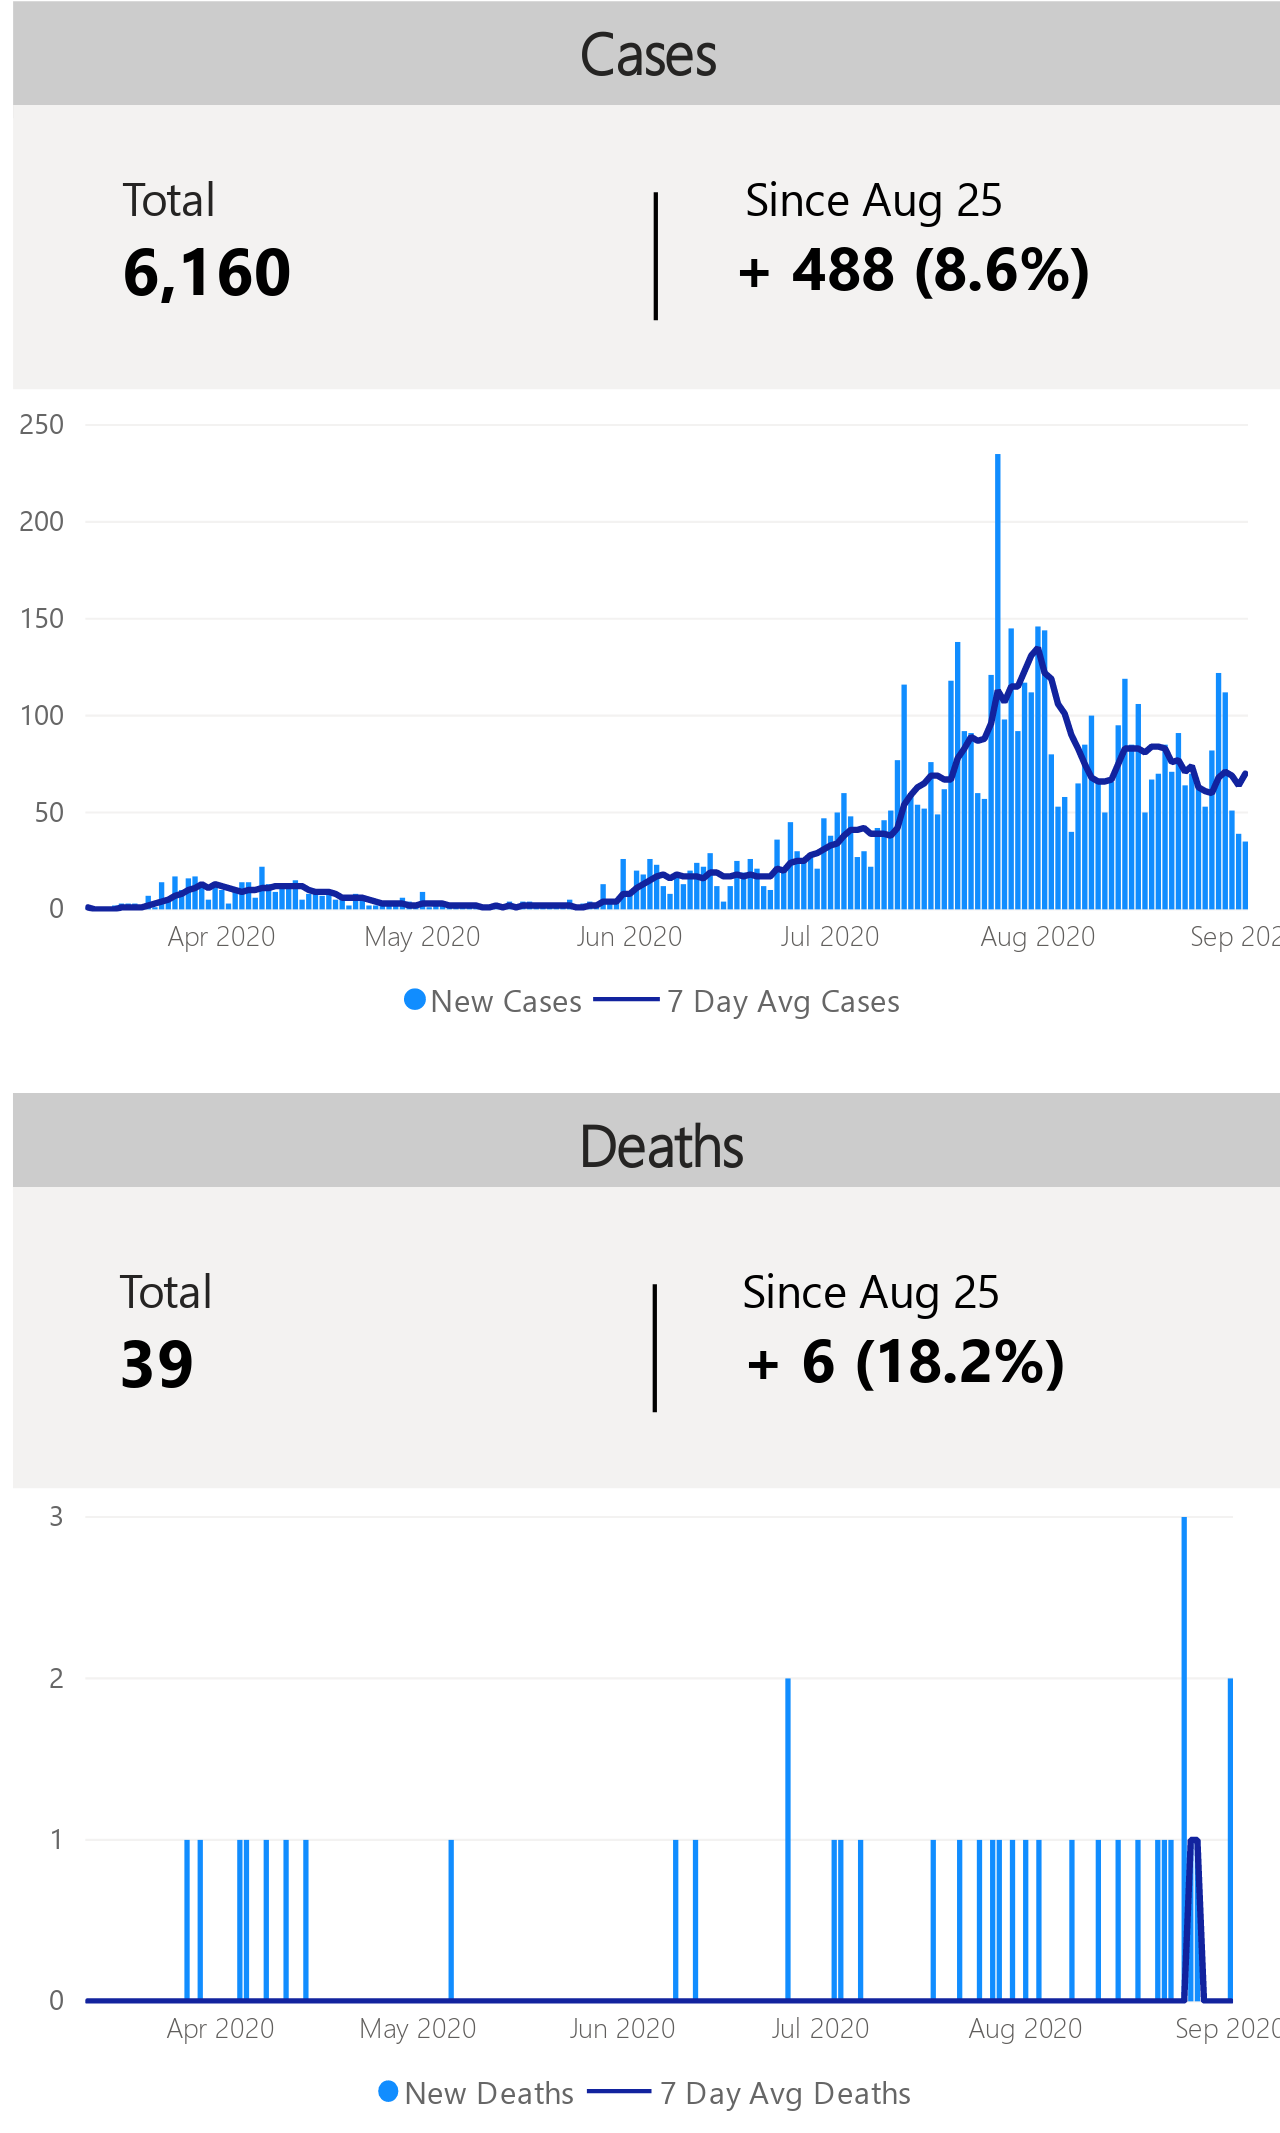 Cases
Total
Since Aug 25
6,160
+ 488 (8.6%)
250
200
150
100
50
0
Apr 2020 May 2020 Jun 2020 Jul 2020 Aug 2020 Sep 202
New Cases 7 Day Avg Cases
Deaths
Total
Since Aug 25
39
+ 6 (18.2%)
3
2
1
0
Apr 2020 May 2020 Jun 2020 Jul 2020 Aug 2020 Sep 2020
New Deaths 7 Day Avg Deaths